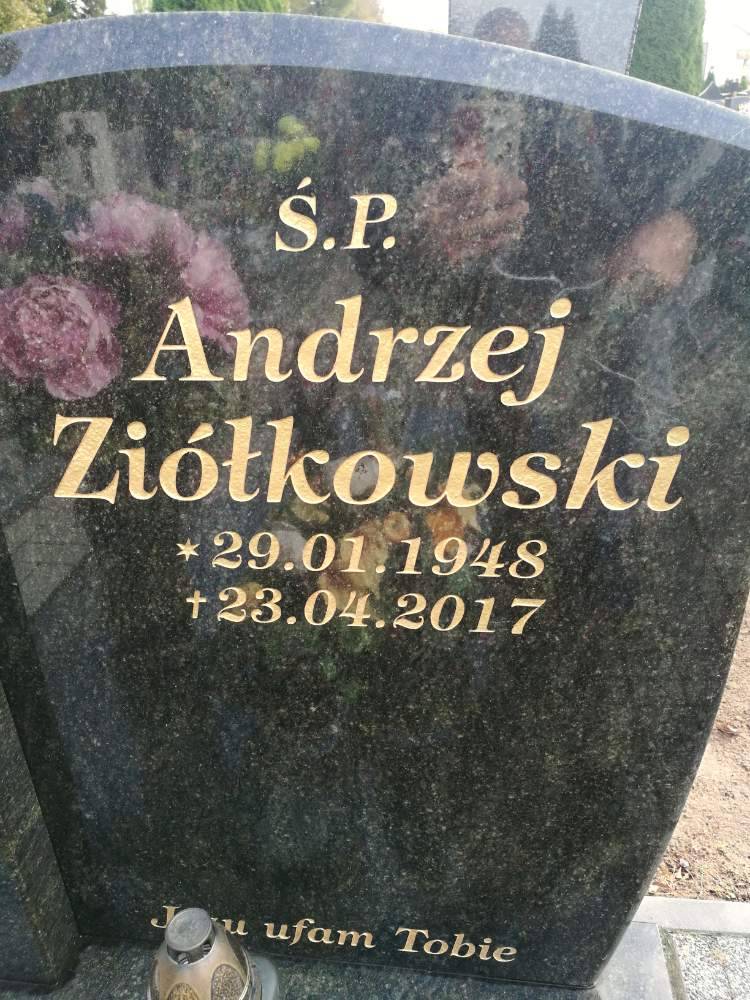 Ś.P.
Andrzej
Ziółkowski
*29.01.1948
†23.04.2017
ufam Tobie